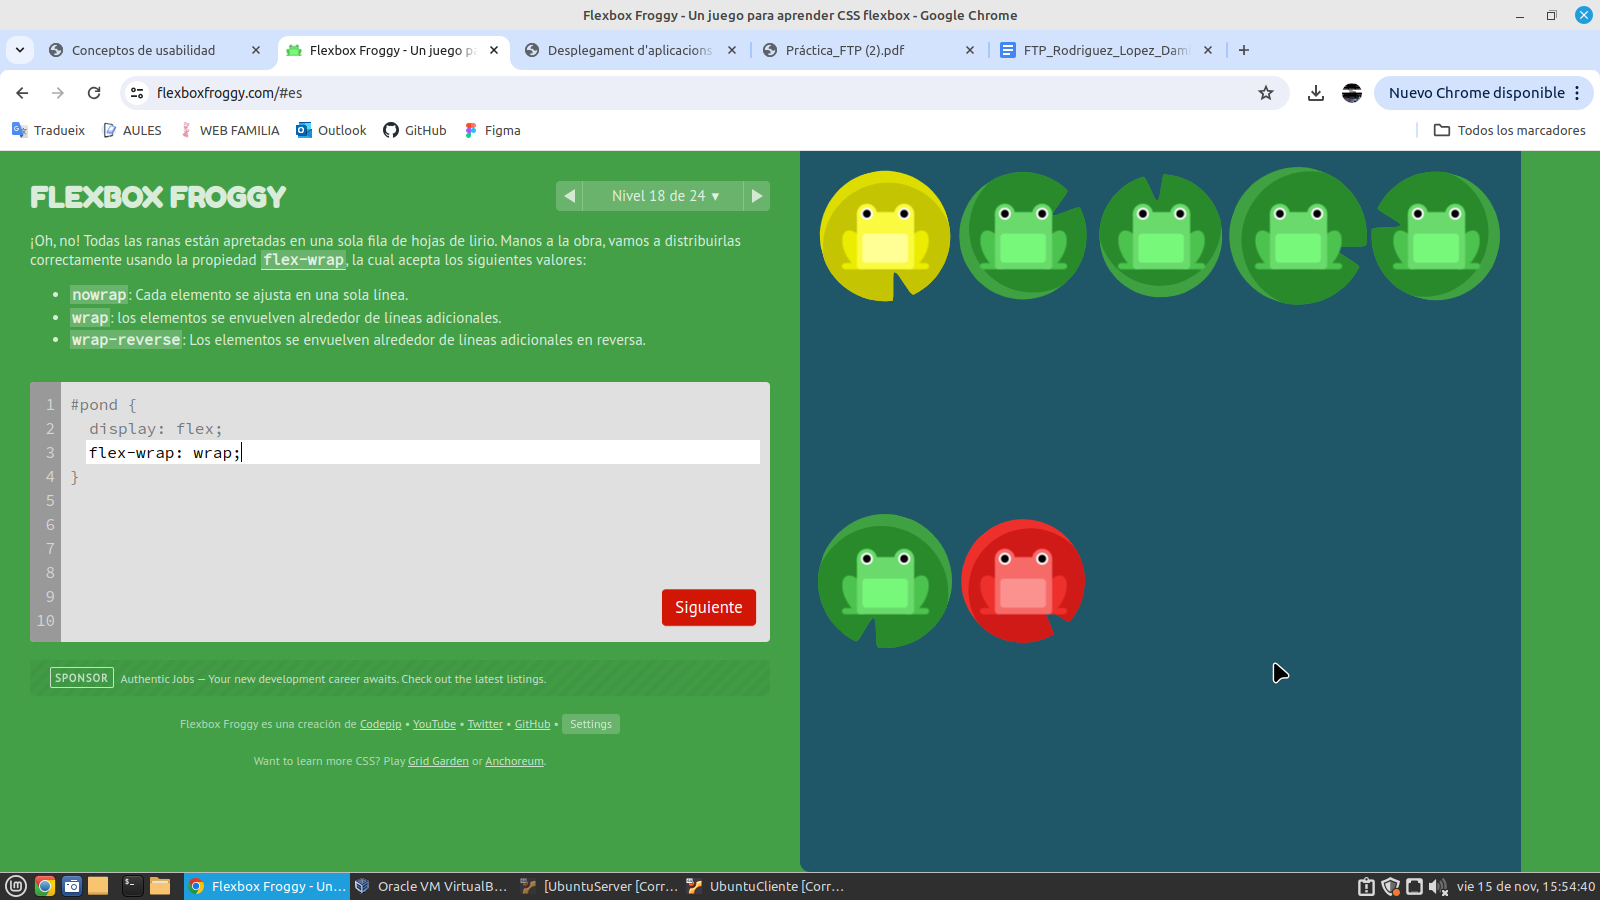 Flexbox Froggy - Un juego para aprender CSS flexbox - Google Chrome
Conceptos de usabilidad
Flexbox Froggy - Un juego pa
Desplegament d'aplicacions
Práctica_FTP (2).pdf
FTP_Rodriguez_Lopez_Dam
flexboxfroggy.com/#es
Nuevo Chrome disponible
Tradueix
AULES
WEB FAMILIA
Outlook
GitHub
Figma
Todos los marcadores
FLEXBOX FROGGY
Nivel 18 de 24 ▾
¡Oh, no! Todas las ranas están apretadas en una sola fila de hojas de lirio. Manos a la obra, vamos a distribuirlas
correctamente usando la propiedad flex-wrap, la cual acepta los siguientes valores:
• nowrap: Cada elemento se ajusta en una sola línea.
• wrap: los elementos se envuelven alrededor de líneas adicionales.
• wrap-reverse: Los elementos se envuelven alrededor de líneas adicionales en reversa.
1 #pond {
2 display: flex;
3 flex-wrap: wrap;
4 }
5
6
7
8
9
10
Siguiente
SPONSOR Authentic Jobs — Your new development career awaits. Check out the latest listings.
Flexbox Froggy es una creación de Codepip • YouTube • Twitter • GitHub • Settings
Want to learn more CSS? Play Grid Garden or Anchoreum.
Flexbox Froggy - Un...
Oracle VM VirtualB...
[UbuntuServer [Corr...
UbuntuCliente [Corr...
vie 15 de nov, 15:54:40